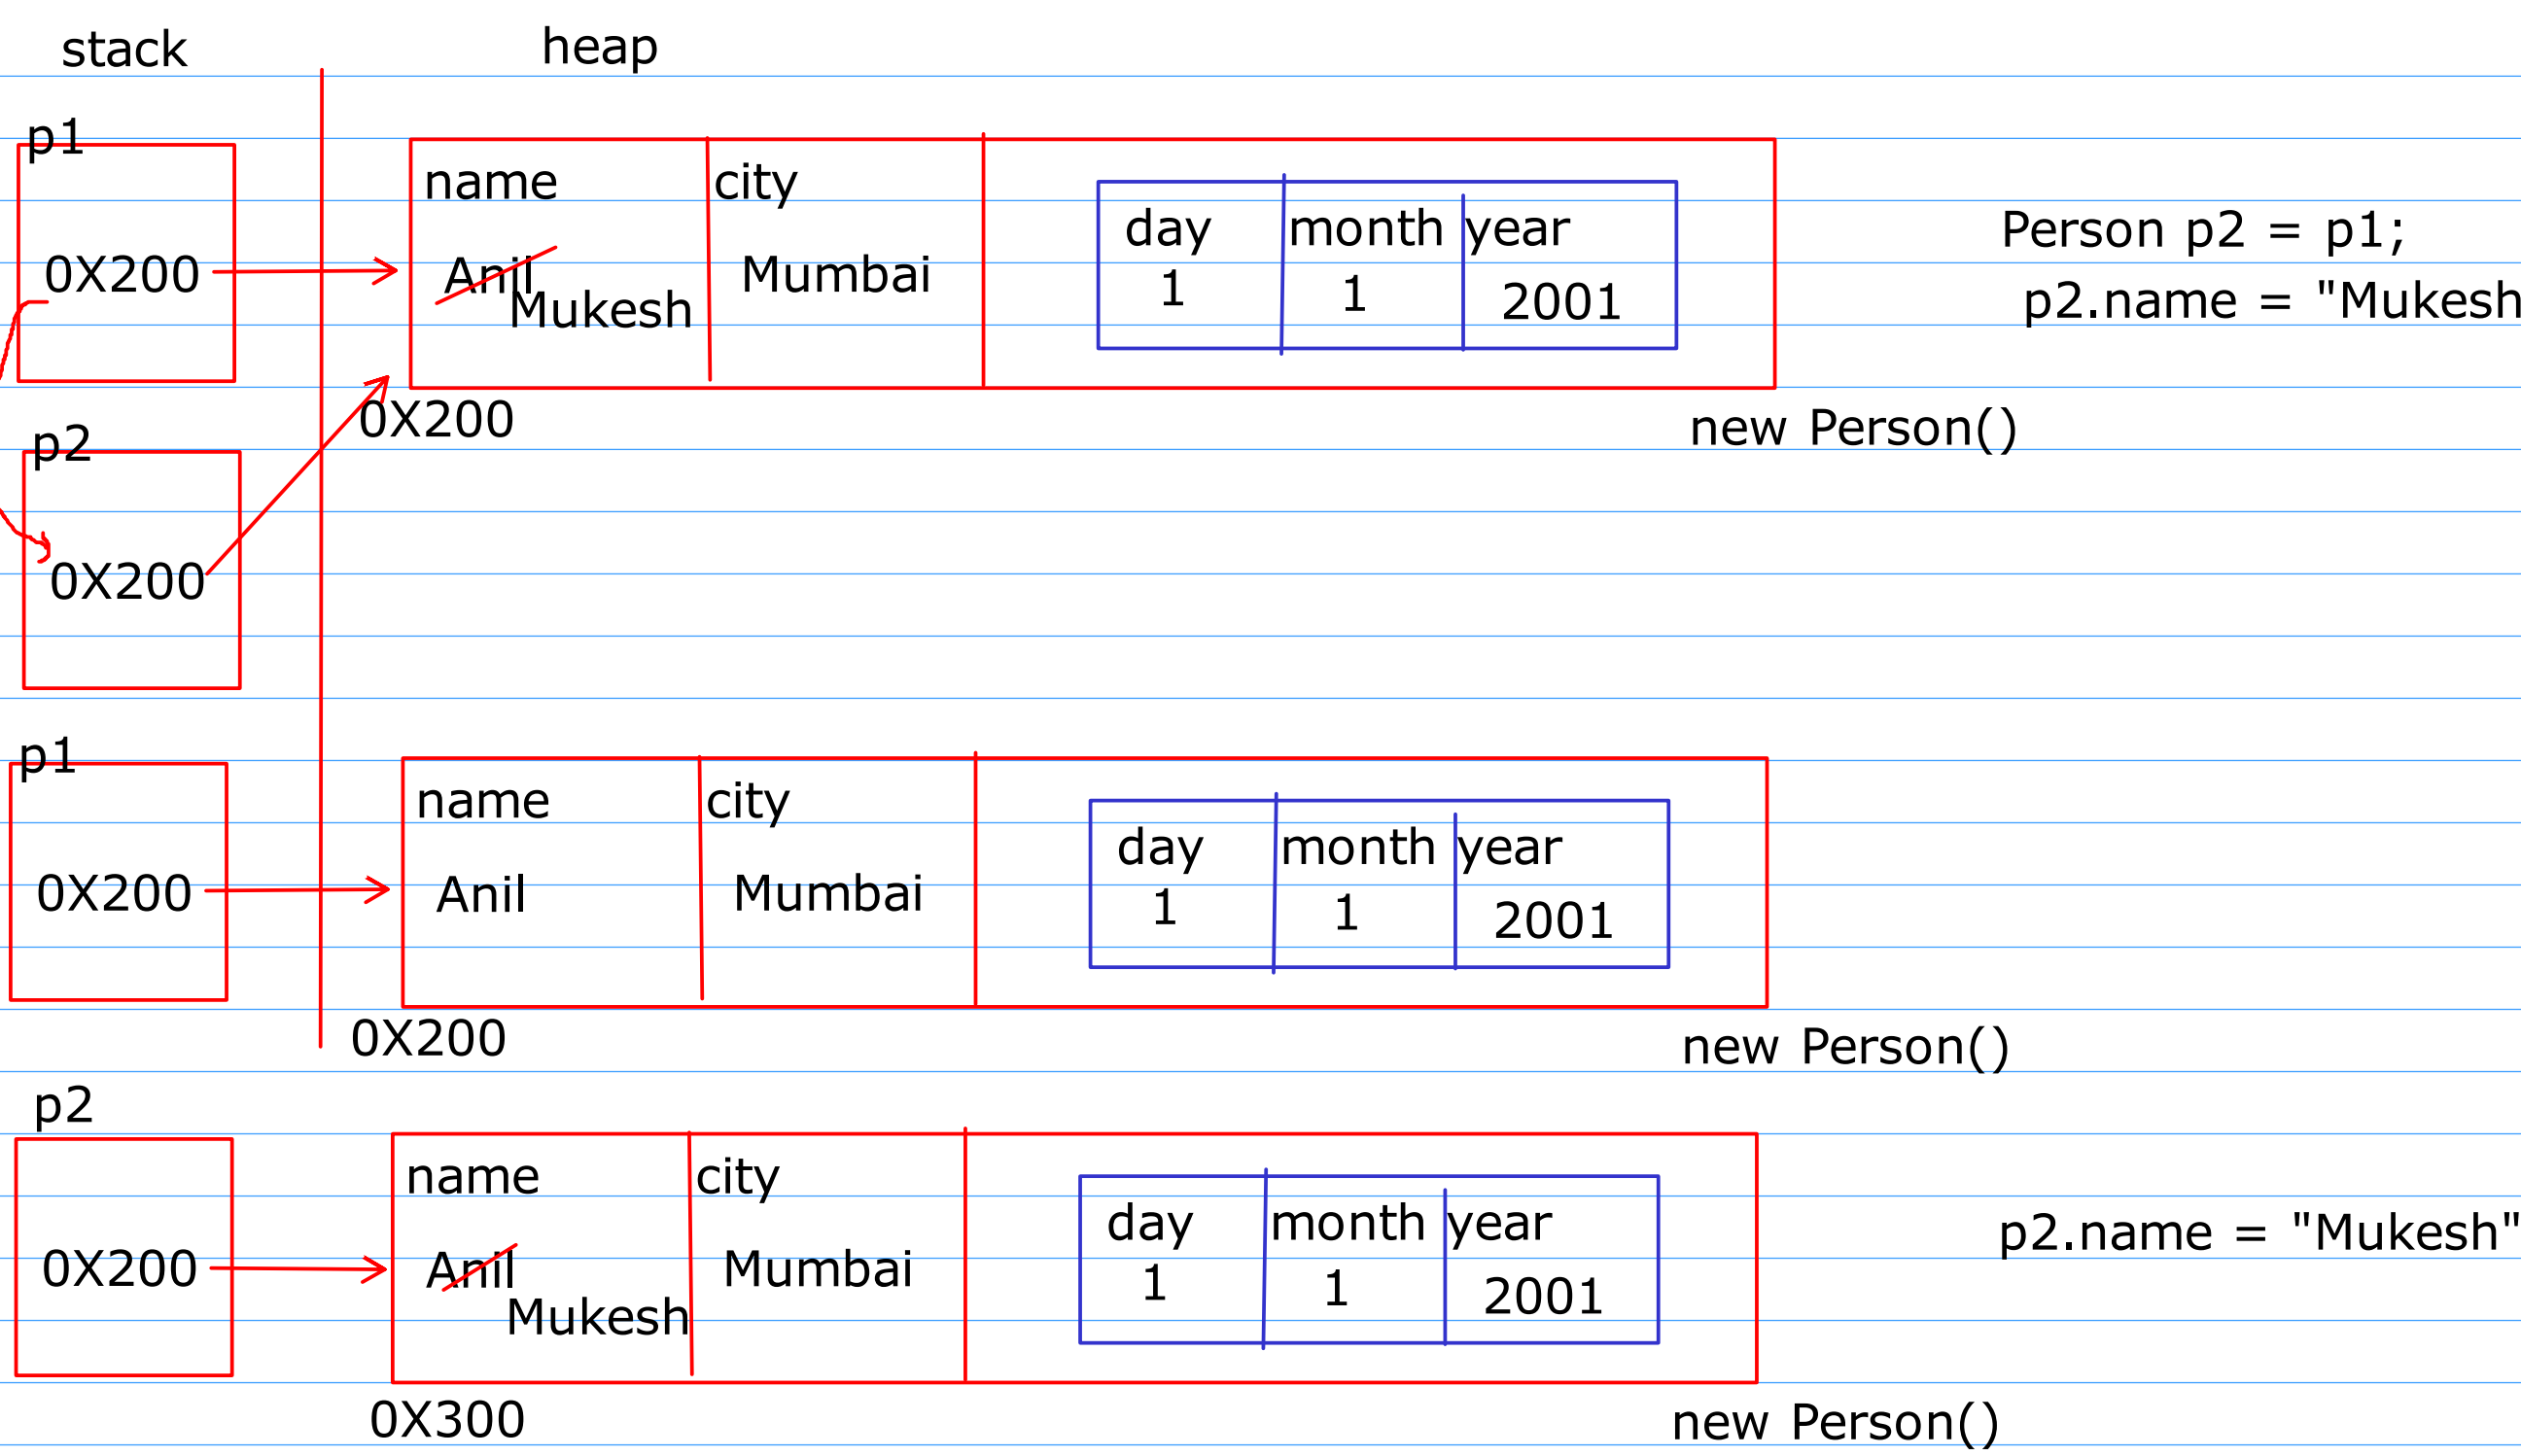 stack heap
p1
name city
day month year
Person p2 = p1;
0X200 Anil Mumbai 1 1 2001
Mukesh
p2.name = "Mukesh
0X200
new Person()
p2
0X200
p1
name city
day month year
0X200 Anil Mumbai 1 1 2001
0X200
new Person()
p2
name city
day month year
p2.name = "Mukesh"
0X200 Anil Mumbai 1 1 2001
Mukesh
0X300
new Person()